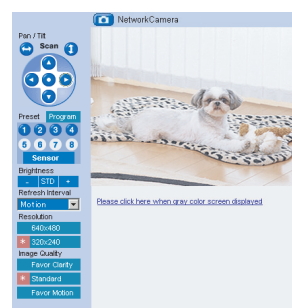 NetworkCamera
Pan / Tilt
Scan
Preset Program
1 2 3 4
5 6 7 8
Sensor
Brightness
- STD +
Refresh Interval
Motion
Resolution
640x480
* 320x240
Image Quality
Favor Clarity
* Standard
Favor Motion
Please click here when gray color screen displayed